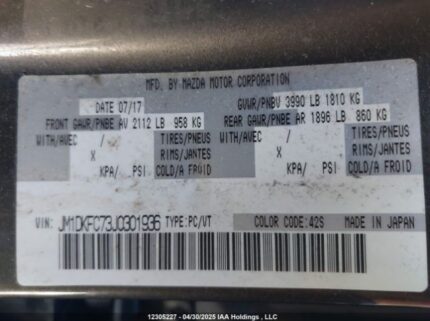 MFD. BY MAZDA MOTOR CORPORATION
DATE 07/17 GVWR/PNBV 3990 LB 1810 KG
FRONT GAWR/PNBE AV 2112 LB 958 KG REAR GAWR/PNBE AR 1896 LB 860 KG
WITH/AVEC / TIRES/PNEUS WITH/AVEC / TIRES/PNEUS
X RIMS/JANTES X RIMS/JANTES
KPA/ PSI COLD/A FROID KPA/ PSI COLD/A FROID
VIN: JM1DKFC73J0301936 TYPE:PC/VT COLOR CODE:42S MADE IN JAPAN
12305227 - 04/30/2025 IAA Holdings , LLC